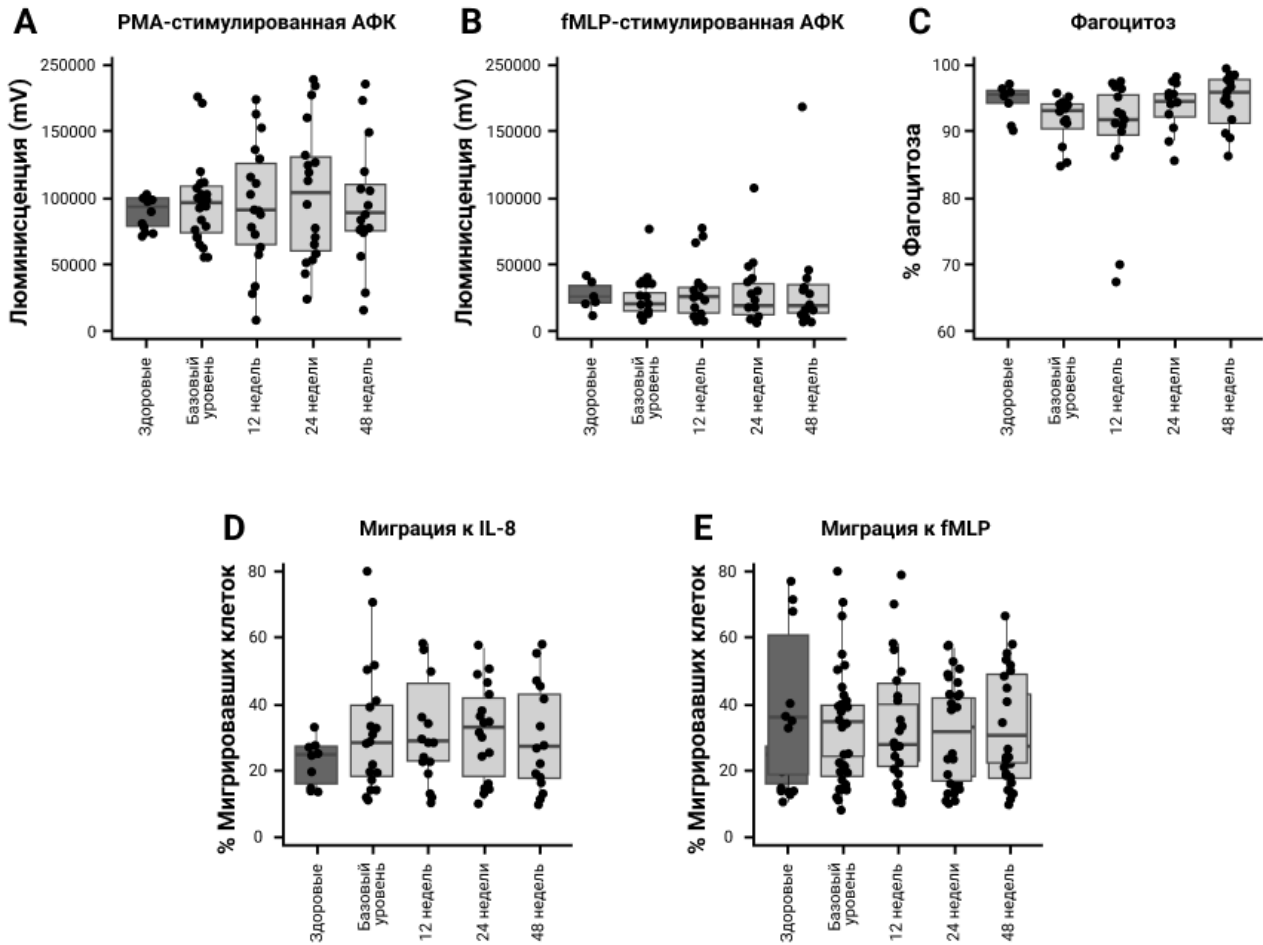 A PMA-стимулированная АФК
Люминисценция (mV)
250000
150000
100000
50000
0
Здоровые
Базовый
уровень
12 недель
24 недели
48 недель
B fMLP-стимулированная АФК
Люминисценция (mV)
250000
150000
100000
50000
0
Здоровые
Базовый
уровень
12 недель
24 недели
48 недель
C Фагоцитоз
% Фагоцитоза
100
90
80
70
60
Здоровые
Базовый
уровень
12 недель
24 недели
48 недель
D Миграция к IL-8
% Мигрировавших клеток
80
60
40
20
0
Здоровые
Базовый
уровень
12 недель
24 недели
48 недель
E Миграция к fMLP
% Мигрировавших клеток
80
60
40
20
0
Здоровые
Базовый
уровень
12 недель
24 недели
48 недель